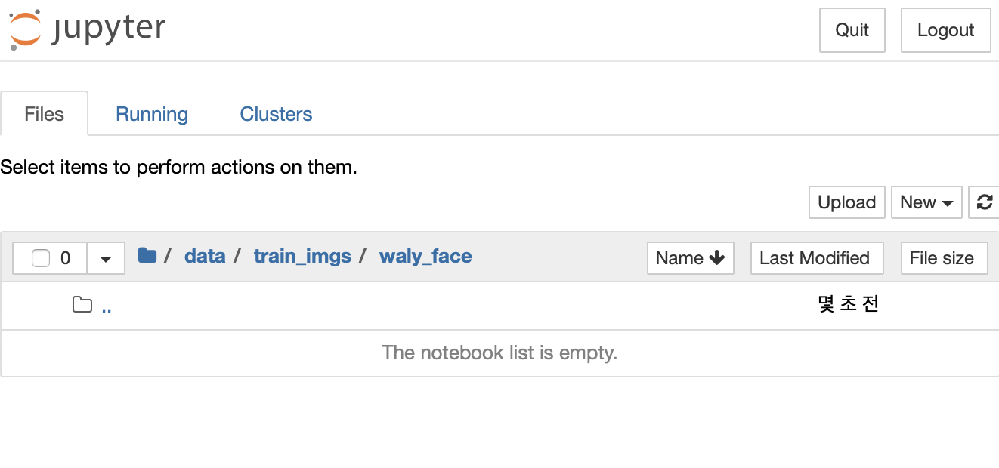 jupyter Quit Logout
Files Running Clusters
Select items to perform actions on them.
Upload New
0 / data / train_imgs / waly_face Name Last Modified File size
.. 몇 초 전
The notebook list is empty.